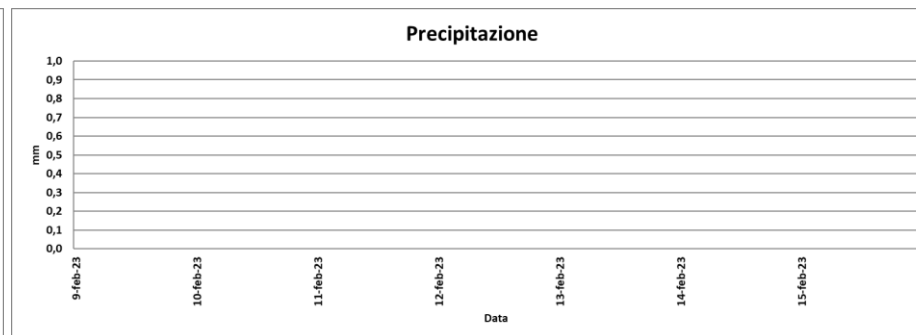 Precipitazione
1,0
0,9
0,8
0,7
0,6
0,5
0,4
0,3
0,2
0,1
0,0
mm
9-feb-23
10-feb-23
11-feb-23
12-feb-23
13-feb-23
14-feb-23
15-feb-23
Data